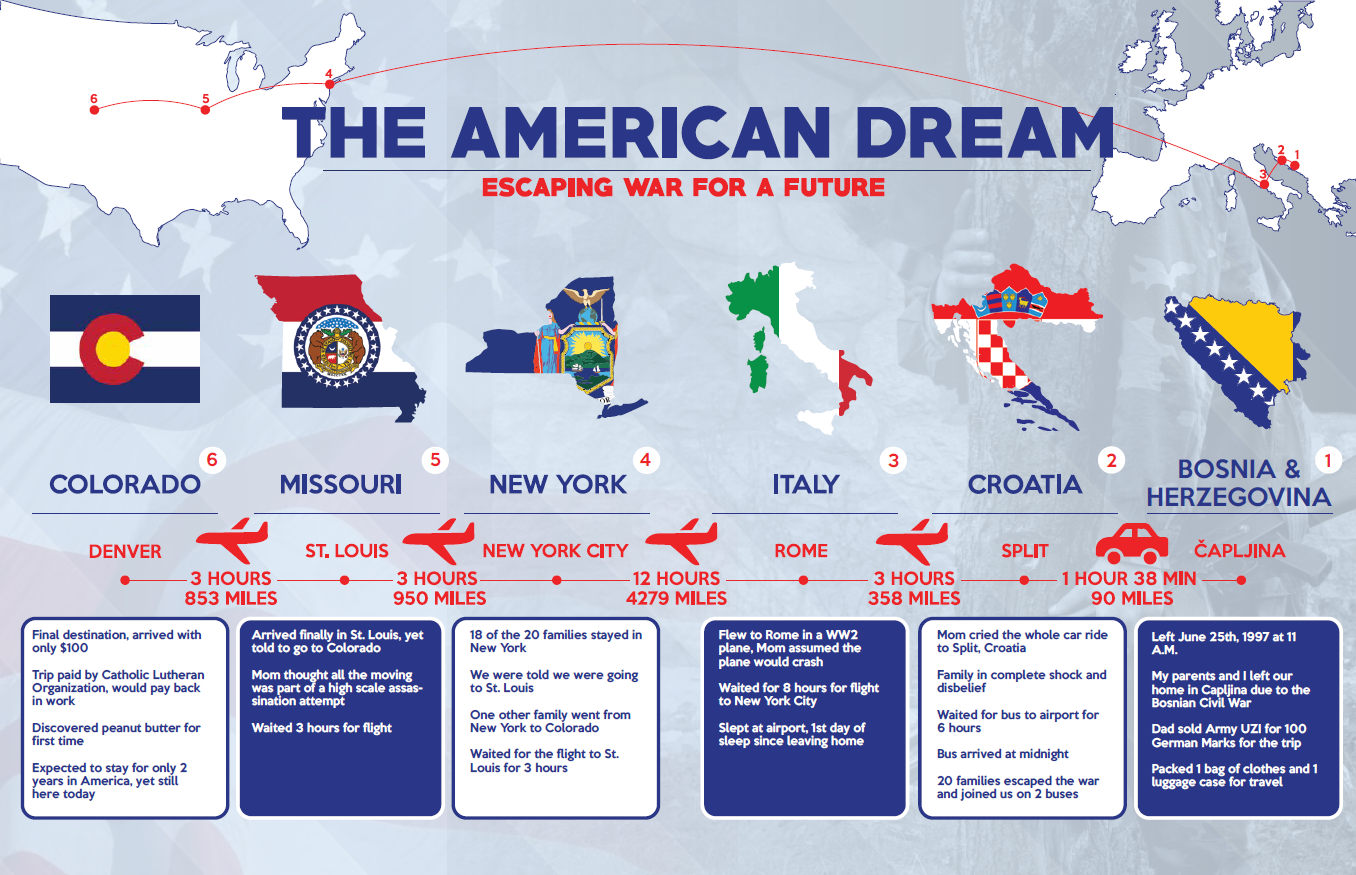 THE AMERICAN DREAM
ESCAPING WAR FOR A FUTURE
6
5
4
3
2
1
OR
COLORADO
6
MISSOURI
5
NEW YORK
4
ITALY
3
CROATIA
2
BOSNIA &
HERZEGOVINA
1
DENVER
ST. LOUIS
NEW YORK CITY
ROME
SPLIT
ČAPLJINA
3 HOURS
853 MILES
3 HOURS
950 MILES
12 HOURS
4279 MILES
3 HOURS
358 MILES
1 HOUR 38 MIN
90 MILES
Final destination, arrived with
only $100
Trip paid by Catholic Lutheran
Organization, would pay back
in work
Discovered peanut butter for
first time
Expected to stay for only 2
years in America, yet still
here today
Arrived finally in St. Louis, yet
told to go to Colorado
Mom thought all the moving
was part of a high scale assas-
sination attempt
Waited 3 hours for flight
18 of the 20 families stayed in
New York
We were told we were going
to St. Louis
One other family went from
New York to Colorado
Waited for the flight to St.
Louis for 3 hours
Flew to Rome in a WW2
plane, Mom assumed the
plane would crash
Waited for 8 hours for flight
to New York City
Slept at airport, 1st day of
sleep since leaving home
Mom cried the whole car ride
to Split, Croatia
Family in complete shock and
disbelief
Waited for bus to airport for
6 hours
Bus arrived at midnight
20 families escaped the war
and joined us on 2 buses
Left June 25th, 1997 at 11
A.M.
My parents and I left our
home in Capljina due to the
Bosnian Civil War
Dad sold Army UZI for 100
German Marks for the trip
Packed 1 bag of clothes and 1
luggage case for travel